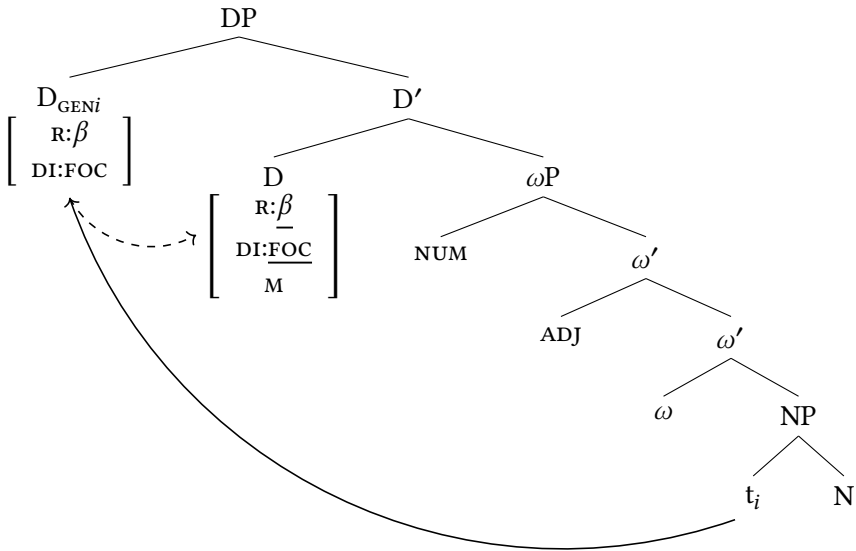 DP
D_GENi D′
R:β
DI:FOC
D ωP
R:β
DI:FOC
M
NUM ω′
ADJ ω′
ω NP
t_i N